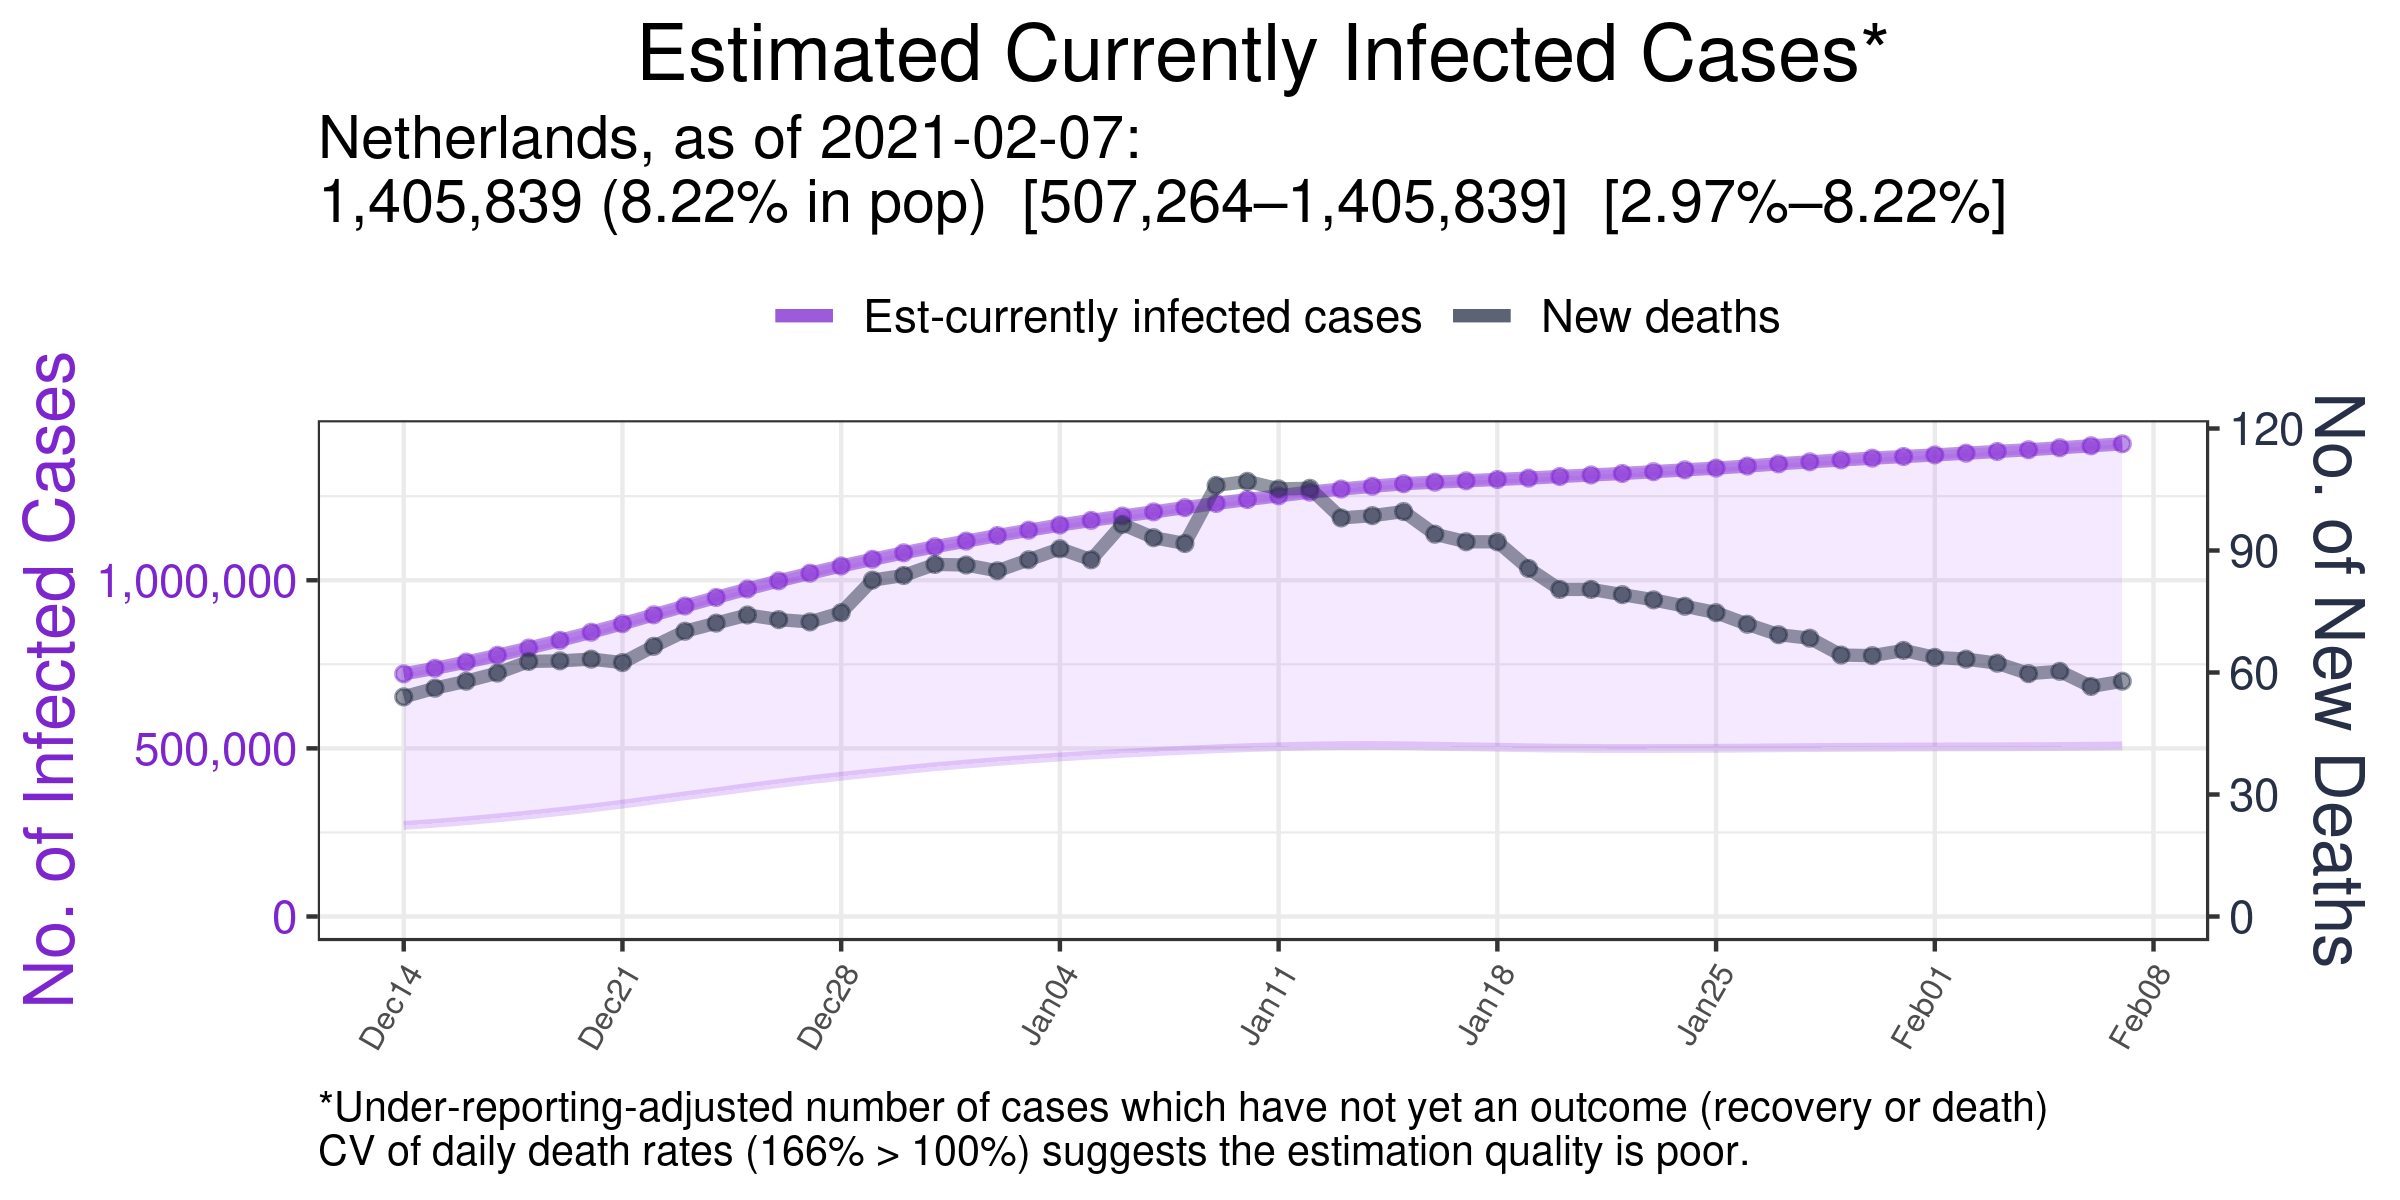 Estimated Currently Infected Cases*
Netherlands, as of 2021-02-07:
1,405,839 (8.22% in pop) [507,264–1,405,839] [2.97%–8.22%]
Est-currently infected cases New deaths
No. of Infected Cases
1,000,000
500,000
0
120
90
60
30
0
No. of New Deaths
Dec14 Dec21 Dec28 Jan04 Jan11 Jan18 Jan25 Feb01 Feb08
*Under-reporting-adjusted number of cases which have not yet an outcome (recovery or death)
CV of daily death rates (166% > 100%) suggests the estimation quality is poor.